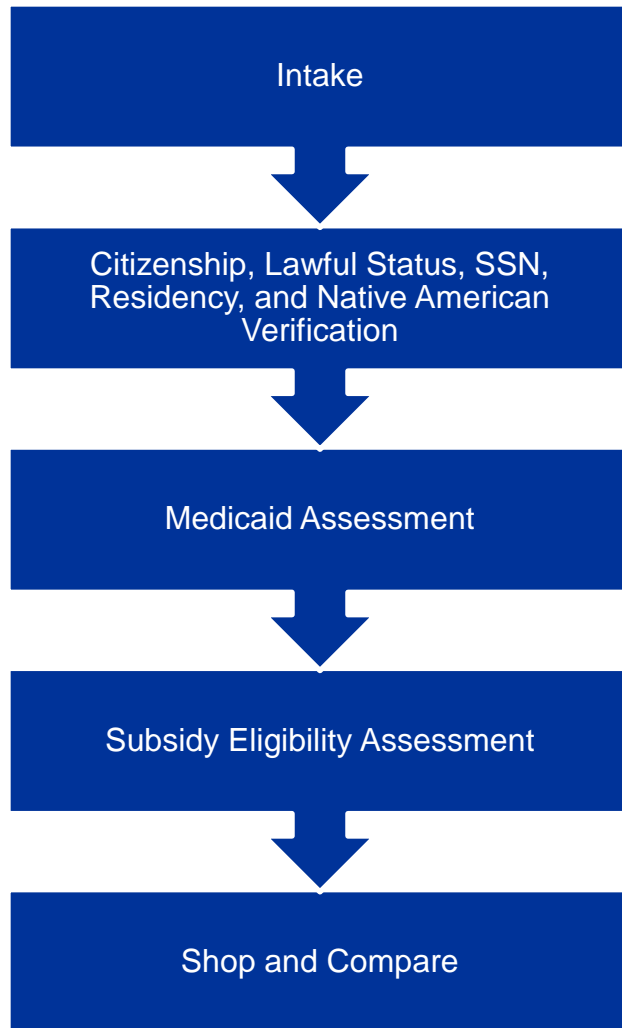 Intake
Citizenship, Lawful Status, SSN,
Residency, and Native American
Verification
Medicaid Assessment
Subsidy Eligibility Assessment
Shop and Compare